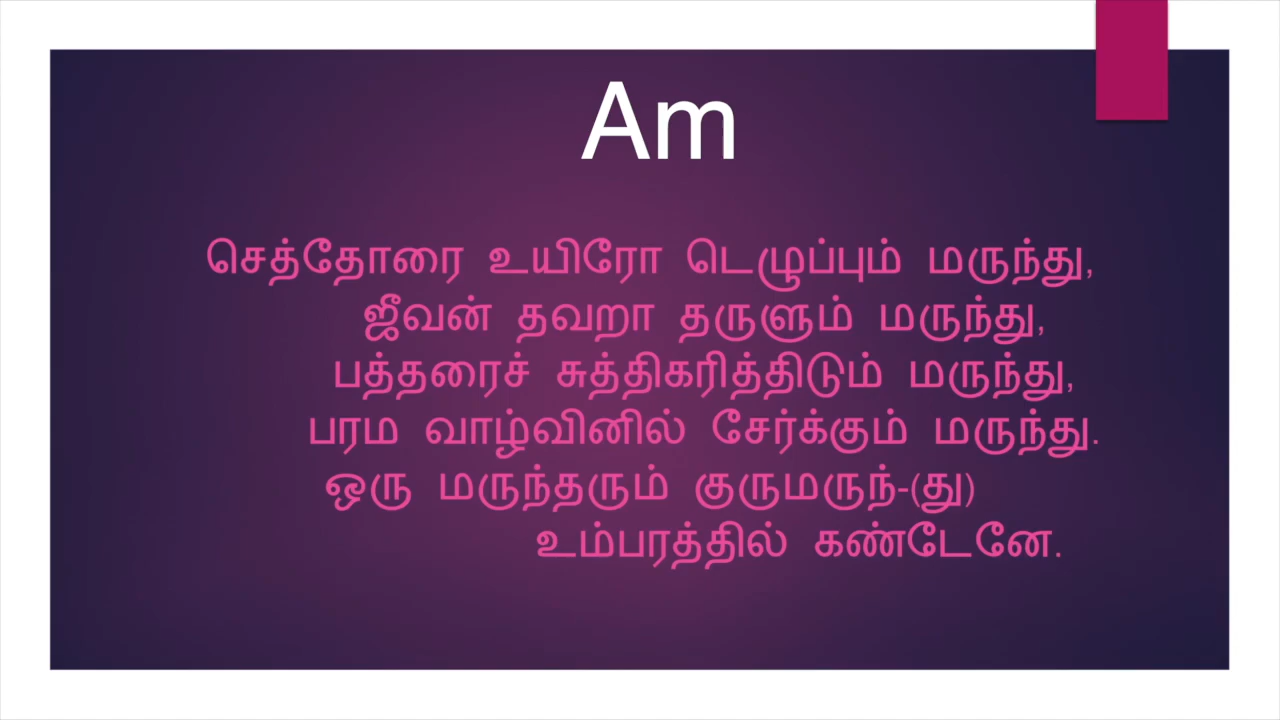 Am
செத்தோரை உயிரோ டெழுப்பும் மருந்து,
ஜீவன் தவறா தருளும் மருந்து,
பத்தரைச் சுத்திகரித்திடும் மருந்து,
பரம வாழ்வினில் சேர்க்கும் மருந்து.
ஒரு மருந்தரும் குருமருந்-(து)
உம்பரத்தில் கண்டேனே.